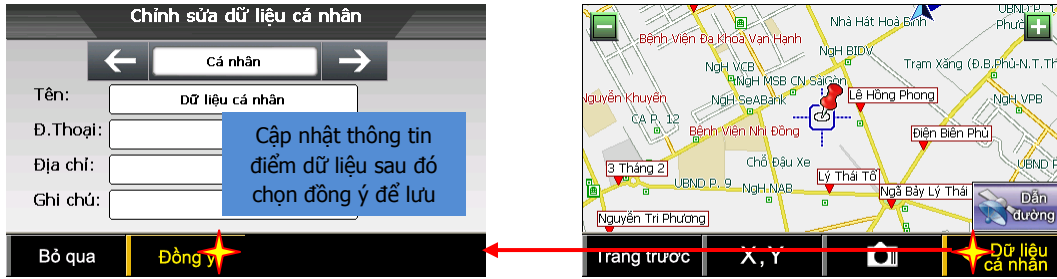 Chỉnh sửa dữ liệu cá nhân
Cá nhân
Tên:
Dữ liệu cá nhân
Đ.Thoại:
Địa chỉ:
Ghi chú:
Cập nhật thông tin
điểm dữ liệu sau đó
chọn đồng ý để lưu
Bỏ qua
Đồng ý
UBND P. T
Nhà Hát Hoà Bình
Bệnh Viện Đa Khoa Vạn Hạnh
NgH BIDV
NgH VCB
Trạm Xăng (Đ.B.Phủ-N.T.Th
NgH MSB CN SàiGòn
Nguyễn Khuyến
NgH SeABank
Lê Hồng Phong
NgH VPB
CA P. 12
Bệnh Viện Nhi Đồng
Điện Biên Phủ
Chỗ Đậu Xe
3 Tháng 2
UBND P
Lý Thái Tổ
UBND P. 9
NgH NAB
Ngã Bảy Lý Thái
Dẫn
đường
Nguyễn Tri Phương
Trang trước
X,Y
Dữ liệu
cá nhân